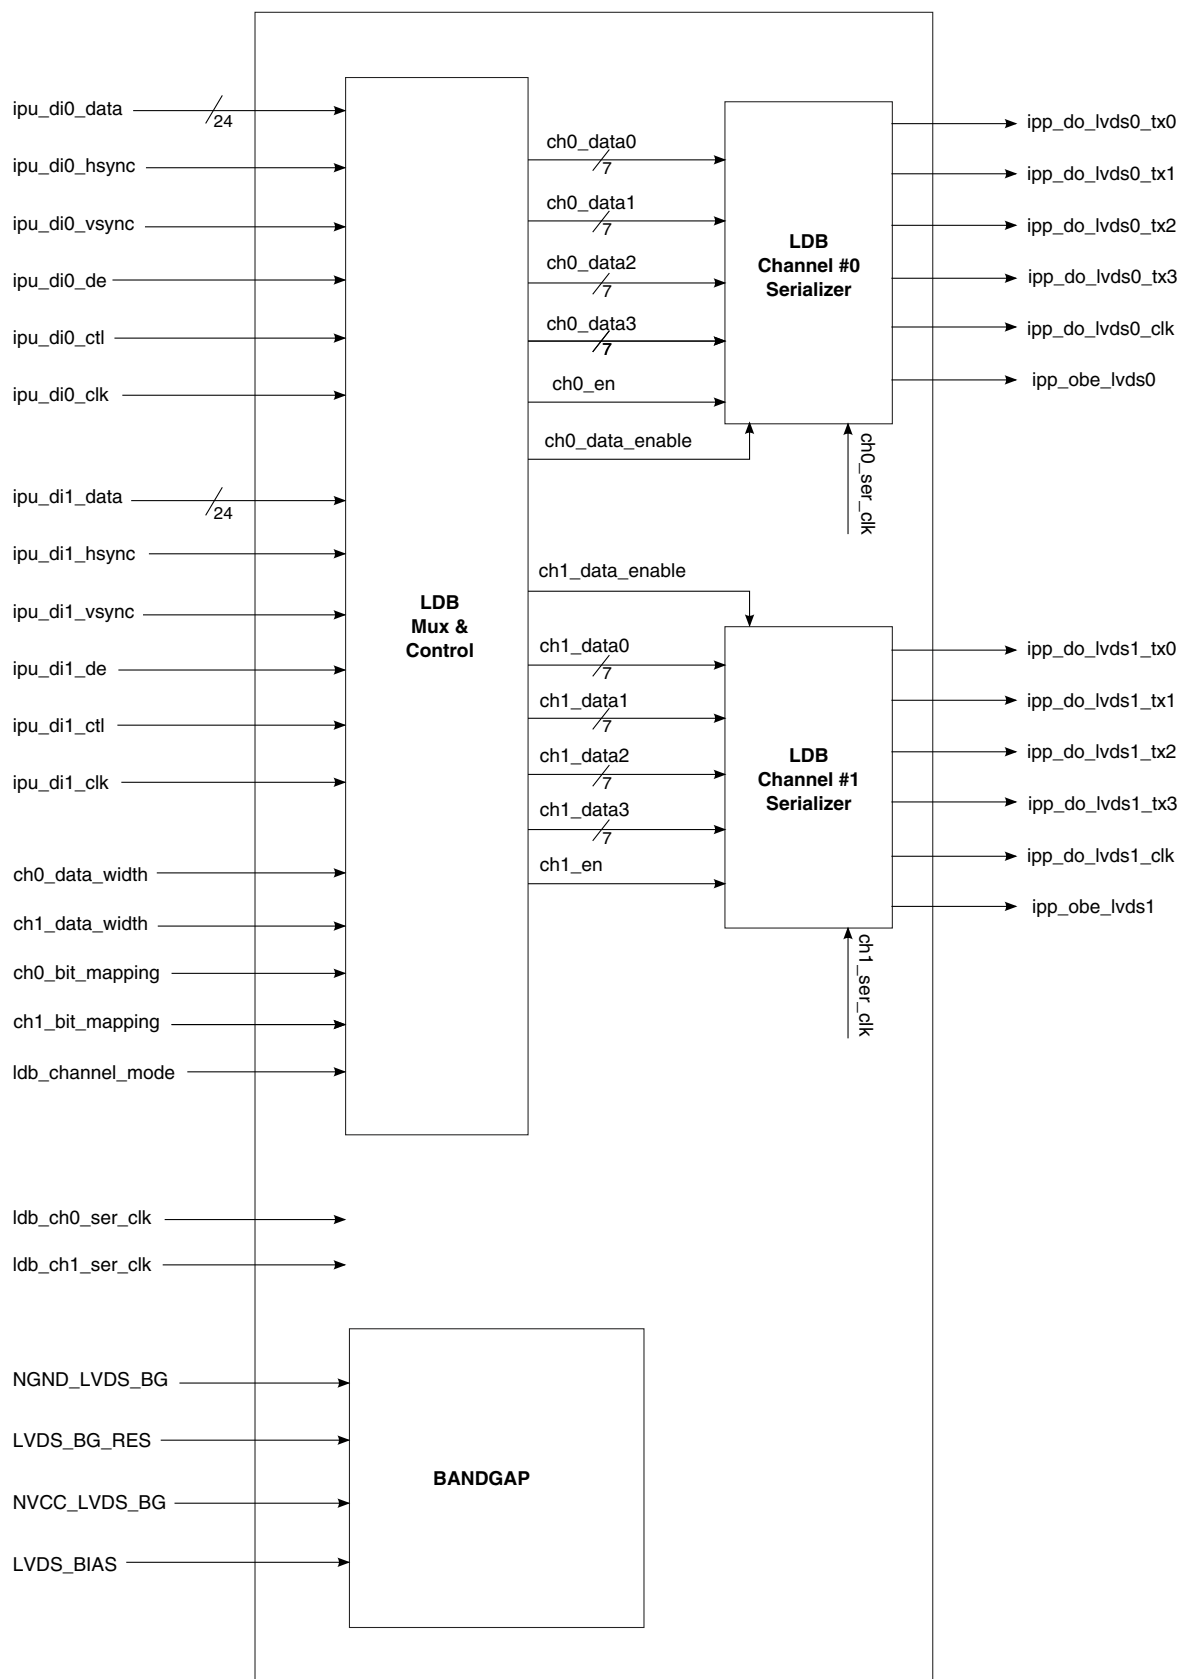 ipu_di0_data
24
ipu_di0_hsync
ipu_di0_vsync
ipu_di0_de
ipu_di0_ctl
ipu_di0_clk
ipu_di1_data
24
ipu_di1_hsync
ipu_di1_vsync
ipu_di1_de
ipu_di1_ctl
ipu_di1_clk
ch0_data_width
ch1_data_width
ch0_bit_mapping
ch1_bit_mapping
ldb_channel_mode
ldb_ch0_ser_clk
ldb_ch1_ser_clk
NGND_LVDS_BG
LVDS_BG_RES
NVCC_LVDS_BG
LVDS_BIAS
LDB
Mux &
Control
BANDGAP
ch0_data0
7
ch0_data1
7
ch0_data2
7
ch0_data3
7
ch0_en
ch0_data_enable
ch1_data_enable
ch1_data0
7
ch1_data1
7
ch1_data2
7
ch1_data3
7
ch1_en
LDB
Channel #0
Serializer
ch0_ser_clk
LDB
Channel #1
Serializer
ch1_ser_clk
ipp_do_lvds0_tx0
ipp_do_lvds0_tx1
ipp_do_lvds0_tx2
ipp_do_lvds0_tx3
ipp_do_lvds0_clk
ipp_obe_lvds0
ipp_do_lvds1_tx0
ipp_do_lvds1_tx1
ipp_do_lvds1_tx2
ipp_do_lvds1_tx3
ipp_do_lvds1_clk
ipp_obe_lvds1